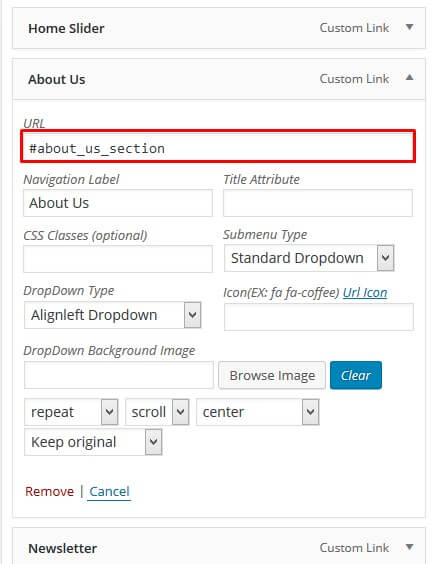 Home Slider Custom Link
About Us Custom Link
URL
#about_us_section
Navigation Label Title Attribute
About Us
CSS Classes (optional) Submenu Type
Standard Dropdown
DropDown Type Icon(EX: fa fa-coffee) Url Icon
Alignleft Dropdown
DropDown Background Image
Browse Image Clear
repeat scroll center
Keep original
Remove | Cancel
Newsletter Custom Link